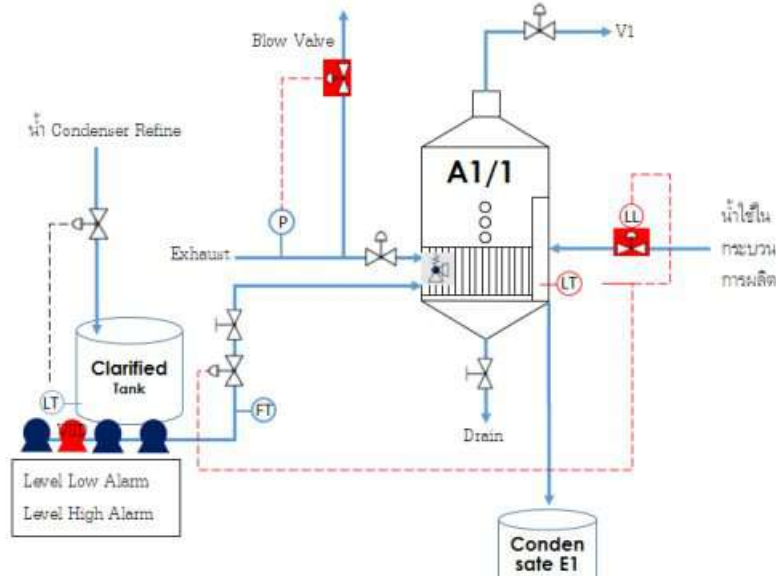 Blow Valve
V1
น้ำ Condenser Refine
A1/1
P
LL
น้ำใช้ใน
กระบวน
การผลิต
Exhaust
LT
Clarified
Tank
LT
FT
Drain
Level Low Alarm
Level High Alarm
Conden
sate E1